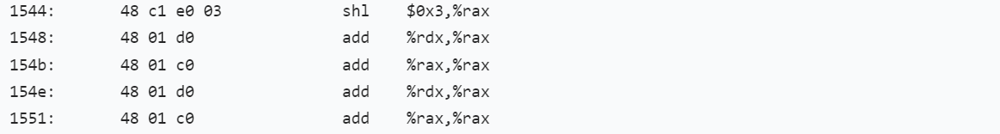 1544: 48 c1 e0 03 shl $0x3,%rax
1548: 48 01 d0 add %rdx,%rax
154b: 48 01 c0 add %rax,%rax
154e: 48 01 d0 add %rdx,%rax
1551: 48 01 c0 add %rax,%rax